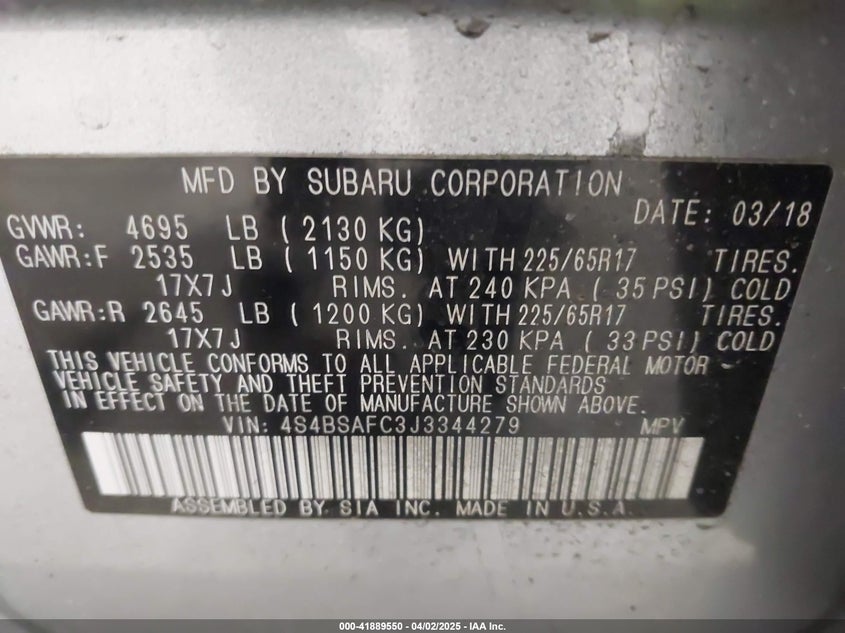 MFD BY SUBARU CORPORATION
DATE: 03/18
GVWR: 4695 LB ( 2130 KG)
GAWR:F 2535 LB ( 1150 KG) WITH 225/65R17 TIRES.
17X7J RIMS. AT 240 KPA ( 35 PSI) COLD
GAWR:R 2645 LB ( 1200 KG) WITH 225/65R17 TIRES.
17X7J RIMS. AT 230 KPA ( 33 PSI) COLD
THIS VEHICLE CONFORMS TO ALL APPLICABLE FEDERAL MOTOR
VEHICLE SAFETY AND THEFT PREVENTION STANDARDS
IN EFFECT ON THE DATE OF MANUFACTURE SHOWN ABOVE.
VIN: 4S4BSAFC3J3344279 MPV
ASSEMBLED BY SIA INC. MADE IN U.S.A.
000-41889550 - 04/02/2025 - IAA Inc.